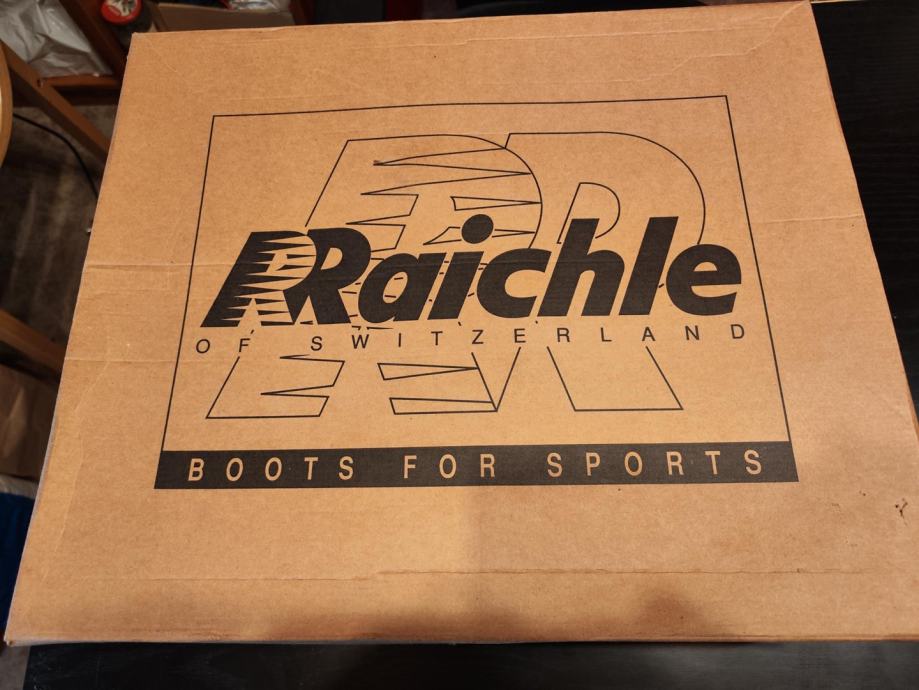 Raichle
OF SWITZERLAND
BOOTS FOR SPORTS